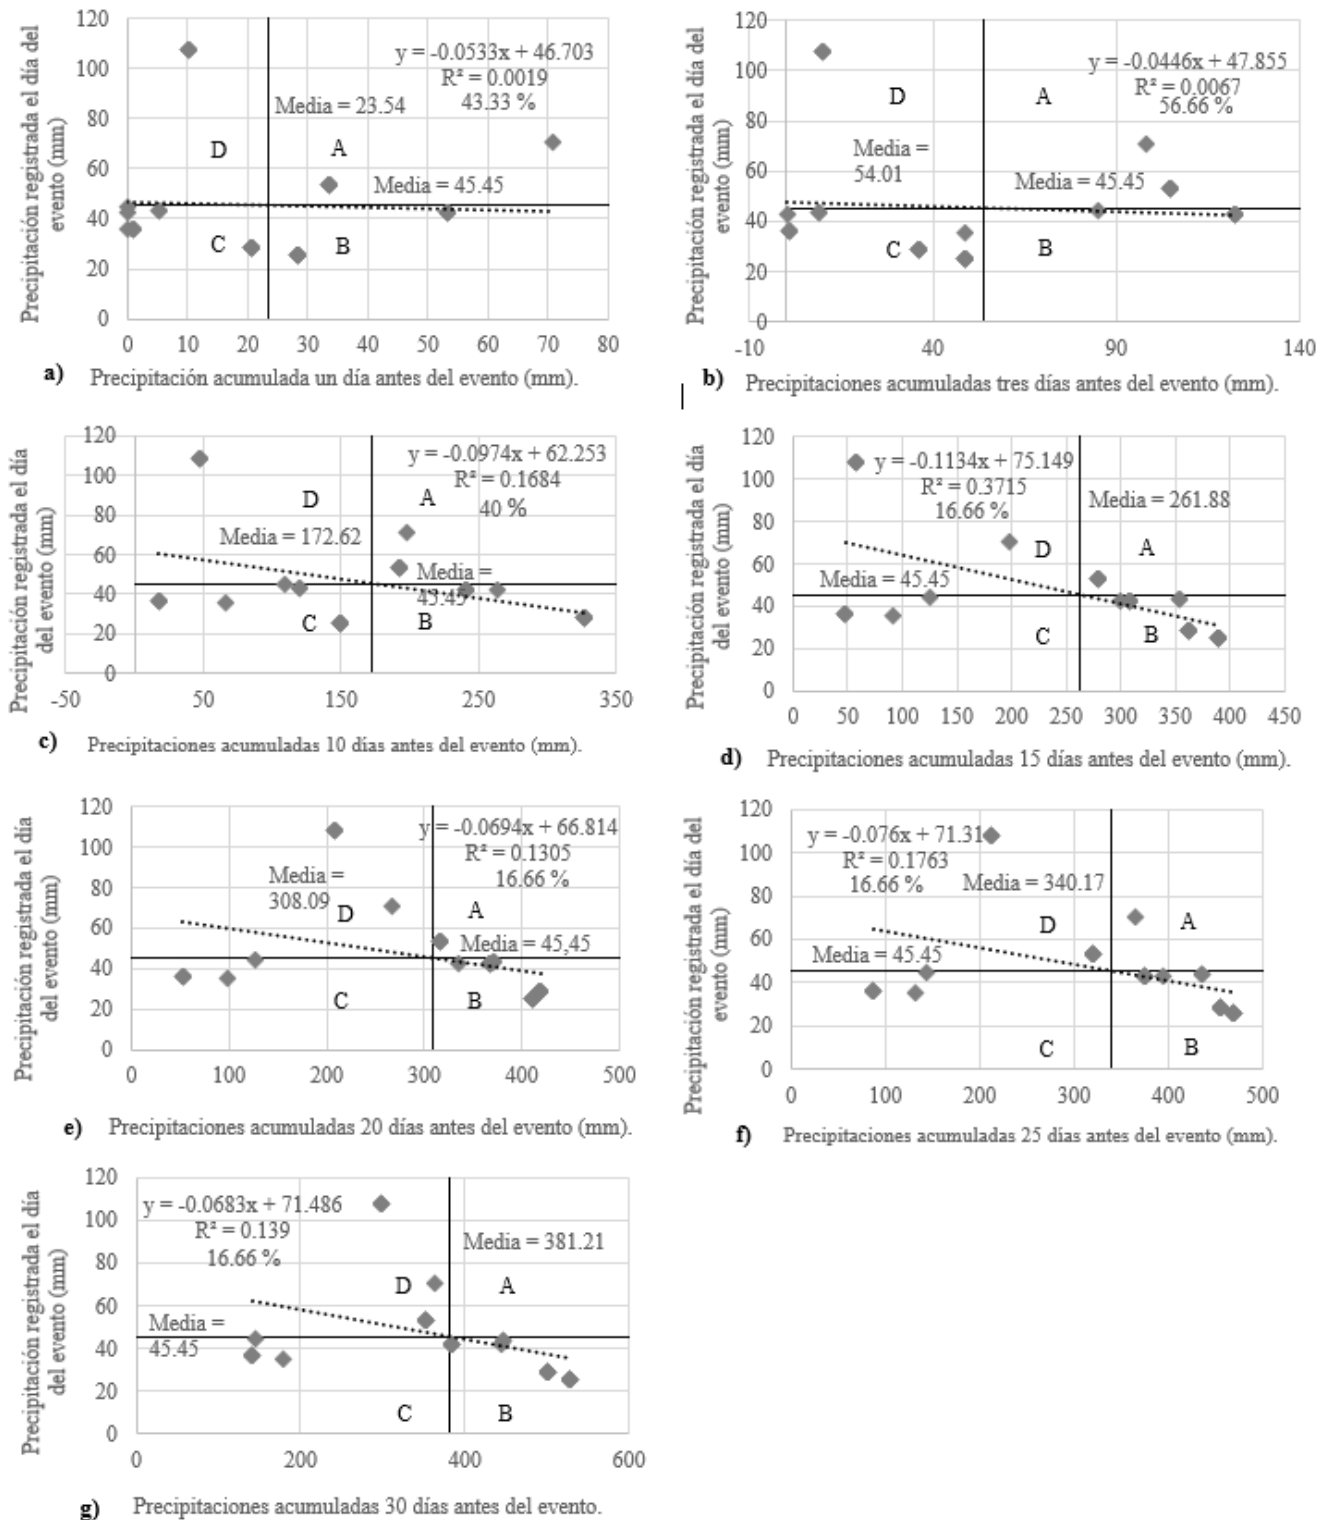 120
100
80
60
40
20
0
Precipitación registrada el día del
evento (mm)
y = -0.0533x + 46.703
R² = 0.0019
43.33 %
Media = 23.54
D
A
Media = 45.45
C
B
0 10 20 30 40 50 60 70 80
a) Precipitación acumulada un día antes del evento (mm).
120
100
80
60
40
20
0
Precipitación registrada el día del
evento (mm)
y = -0.0446x + 47.855
R² = 0.0067
56.66 %
D
A
Media =
54.01
Media = 45.45
C
B
-10 40 90 140
b) Precipitaciones acumuladas tres días antes del evento (mm).
120
100
80
60
40
20
0
Precipitación registrada el día
del evento (mm)
y = -0.0974x + 62.253
R² = 0.1684
40 %
D
A
Media = 172.62
Media =
45.45
C
B
-50 50 150 250 350
c) Precipitaciones acumuladas 10 días antes del evento (mm).
120
100
80
60
40
20
0
Precipitación registrada el día
del evento (mm)
y = -0.1134x + 75.149
R² = 0.3715
16.66 %
Media = 261.88
D
A
Media = 45.45
C
B
0 50 100 150 200 250 300 350 400 450
d) Precipitaciones acumuladas 15 días antes del evento (mm).
120
100
80
60
40
20
0
Precipitación registrada el día
del evento (mm)
y = -0.0694x + 66.814
R² = 0.1305
16.66 %
Media =
308.09
D
A
Media = 45,45
C
B
0 100 200 300 400 500
e) Precipitaciones acumuladas 20 días antes del evento (mm).
120
100
80
60
40
20
0
Precipitación registrada el día del
evento (mm)
y = -0.076x + 71.31
R² = 0.1763
16.66 %
Media = 340.17
D
A
Media = 45.45
C
B
0 100 200 300 400 500
f) Precipitaciones acumuladas 25 días antes del evento (mm).
120
100
80
60
40
20
0
Precipitación registrada el día
del evento (mm)
y = -0.0683x + 71.486
R² = 0.139
16.66 %
Media = 381.21
D
A
Media =
45.45
C
B
0 200 400 600
g) Precipitaciones acumuladas 30 días antes del evento.